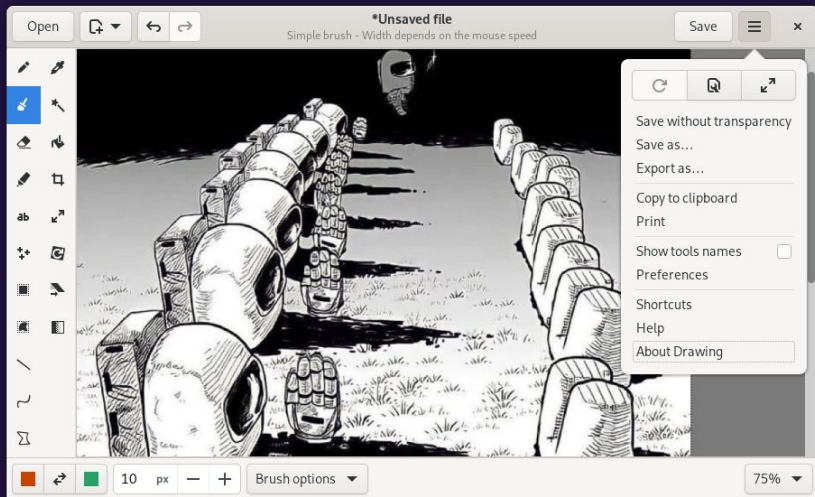 Open
*Unsaved file
Simple brush - Width depends on the mouse speed
Save
Save without transparency
Save as…
Export as…
Copy to clipboard
Print
Show tools names
Preferences
Shortcuts
Help
About Drawing
ab
10 px
Brush options
75%